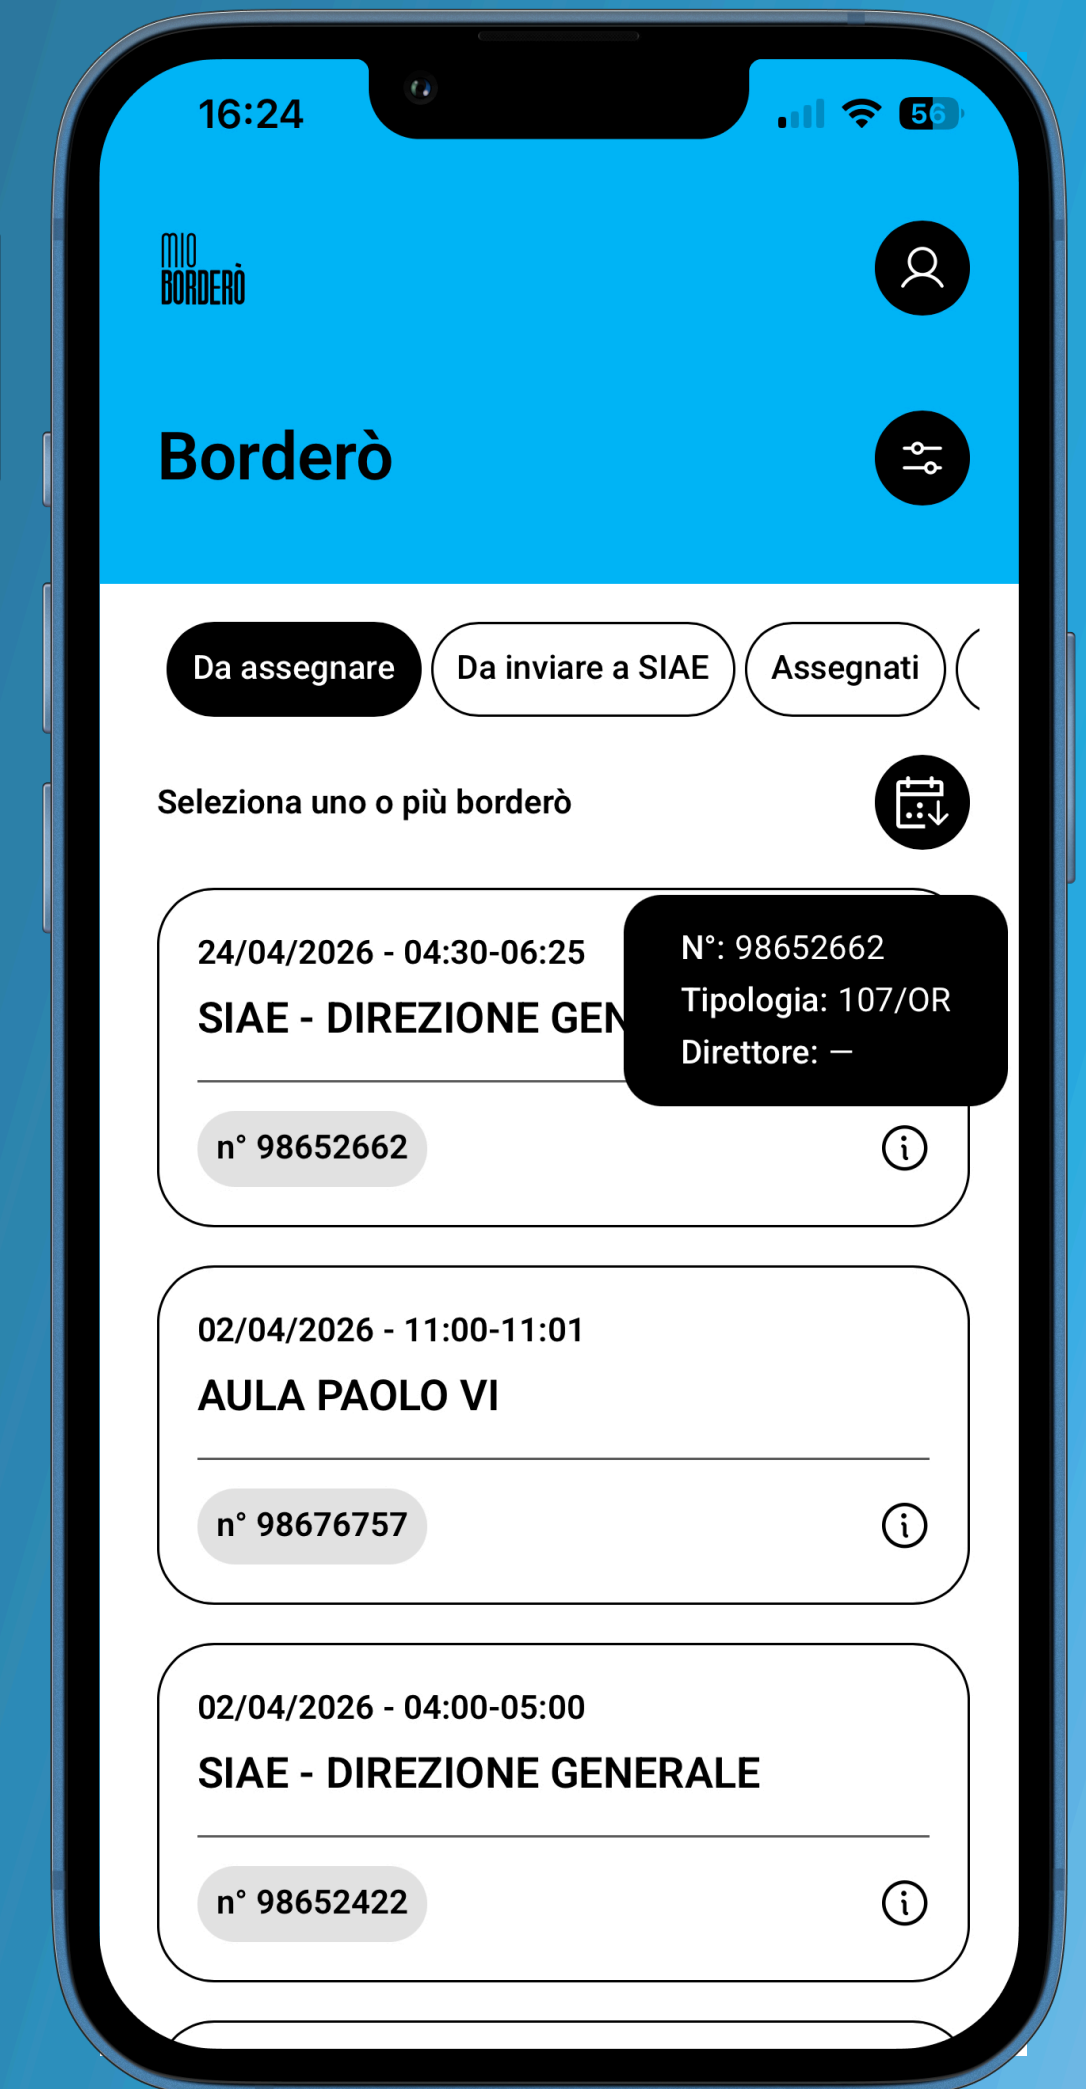 16:24
56
MIO
BORDERÒ
Borderò
Da assegnare
Da inviare a SIAE
Assegnati
Seleziona uno o più borderò
24/04/2026 - 04:30-06:25
SIAE - DIREZIONE GEN
N°: 98652662
Tipologia: 107/OR
Direttore: —
n° 98652662
02/04/2026 - 11:00-11:01
AULA PAOLO VI
n° 98676757
02/04/2026 - 04:00-05:00
SIAE - DIREZIONE GENERALE
n° 98652422